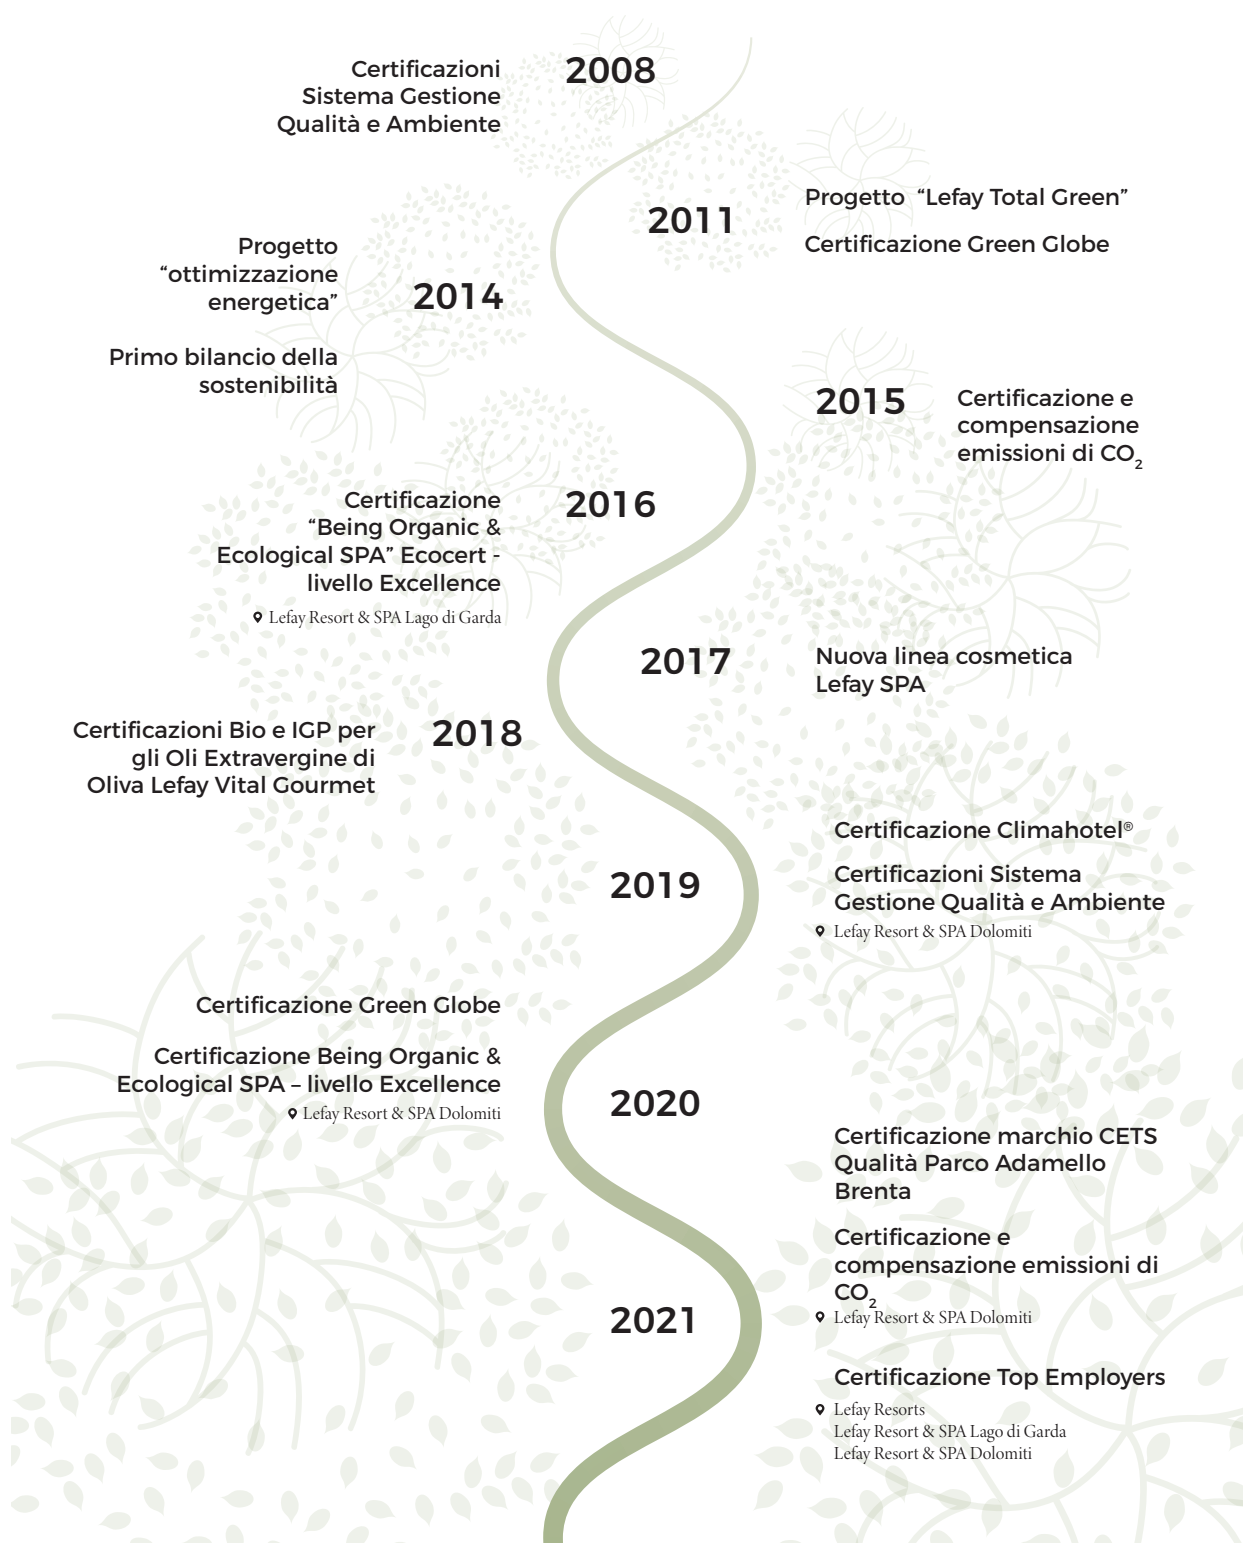 2008
Certificazioni
Sistema Gestione
Qualità e Ambiente
2011
Progetto “Lefay Total Green”
Certificazione Green Globe
2014
Progetto
“ottimizzazione
energetica”
Primo bilancio della
sostenibilità
2015
Certificazione e
compensazione
emissioni di CO₂
2016
Certificazione
“Being Organic &
Ecological SPA” Ecocert -
livello Excellence
Lefay Resort & SPA Lago di Garda
2017
Nuova linea cosmetica
Lefay SPA
2018
Certificazioni Bio e IGP per
gli Oli Extravergine di
Oliva Lefay Vital Gourmet
2019
Certificazione Climahotel®
Certificazioni Sistema
Gestione Qualità e Ambiente
Lefay Resort & SPA Dolomiti
2020
Certificazione Green Globe
Certificazione Being Organic &
Ecological SPA – livello Excellence
Lefay Resort & SPA Dolomiti
2021
Certificazione marchio CETS
Qualità Parco Adamello
Brenta
Certificazione e
compensazione emissioni di
CO₂
Lefay Resort & SPA Dolomiti
Certificazione Top Employers
Lefay Resorts
Lefay Resort & SPA Lago di Garda
Lefay Resort & SPA Dolomiti